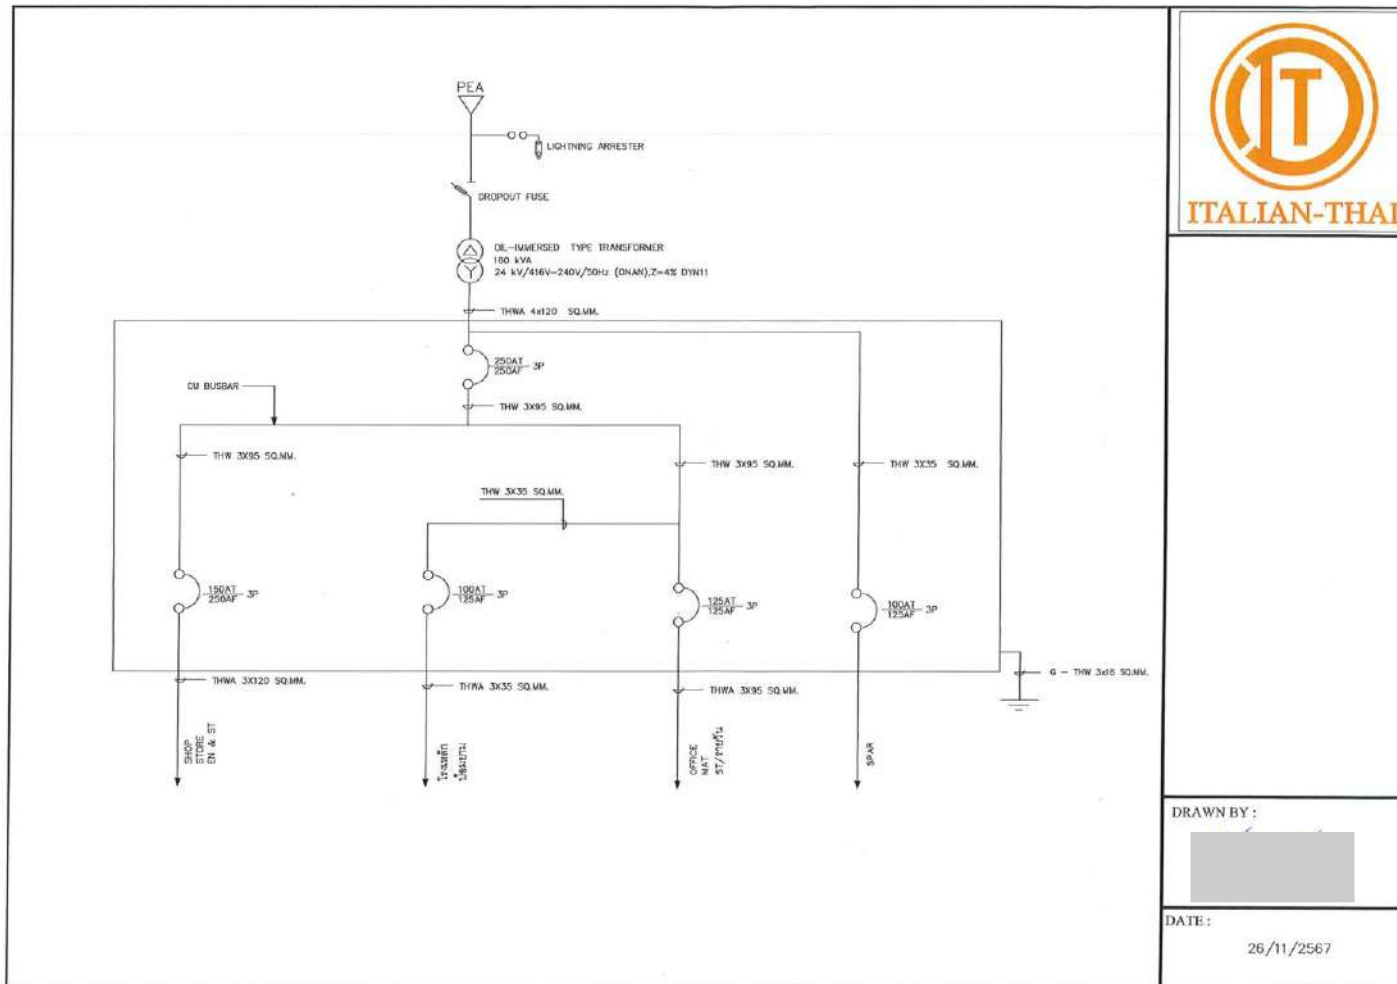 PEA
LIGHTNING ARRESTER
DROPOUT FUSE
OIL-IMMERSED TYPE TRANSFORMER
160 kVA
24 kV/416V-240V/50Hz (ONAN),Z=4% DYN11
THWA 4x120 SQ.MM.
250AT
250AF 3P
CU BUSBAR
THW 3X95 SQ.MM.
THW 3X95 SQ.MM.
THW 3X95 SQ.MM.
THW 3X35 SQ.MM.
THW 3X35 SQ.MM.
150AT
250AF 3P
100AT
125AF 3P
125AT
125AF 3P
100AT
125AF 3P
G - THW 3x16 SQ.MM.
THWA 3X120 SQ.MM.
THWA 3X35 SQ.MM.
THWA 3X95 SQ.MM.
SHOP
STORE
EN & ST
OFFICE
MAT
ST/
SPAR
IT
ITALIAN-THAI
DRAWN BY :
DATE :
26/11/2567